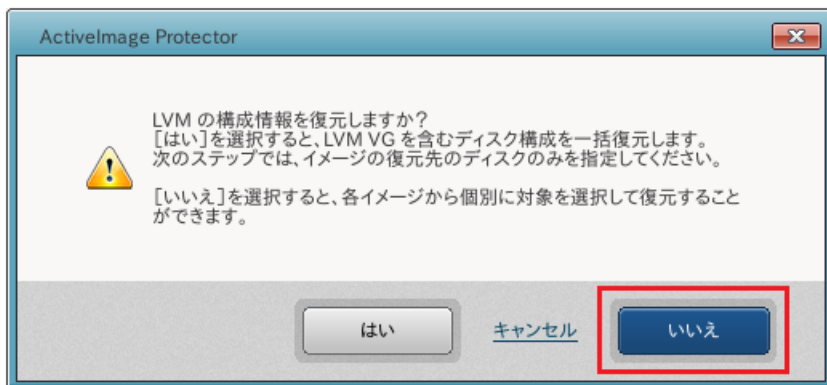 ActiveImage Protector
LVM の構成情報を復元しますか？
[はい]を選択すると、LVM VG を含むディスク構成を一括復元します。
次のステップでは、イメージの復元先のディスクのみを指定してください。
[いいえ]を選択すると、各イメージから個別に対象を選択して復元すること
ができます。
はい
キャンセル
いいえ